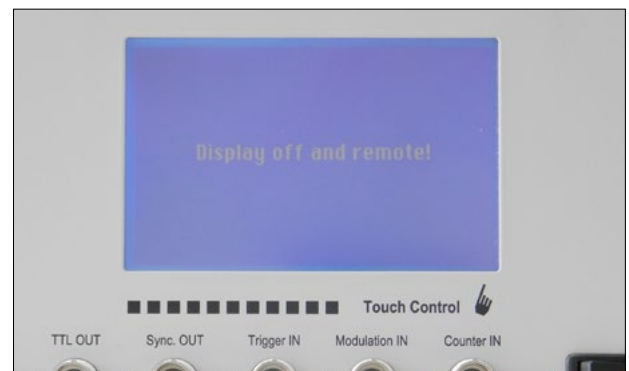 Display off and remote!
Touch Control
TTL OUT Sync. OUT Trigger IN Modulation IN Counter IN